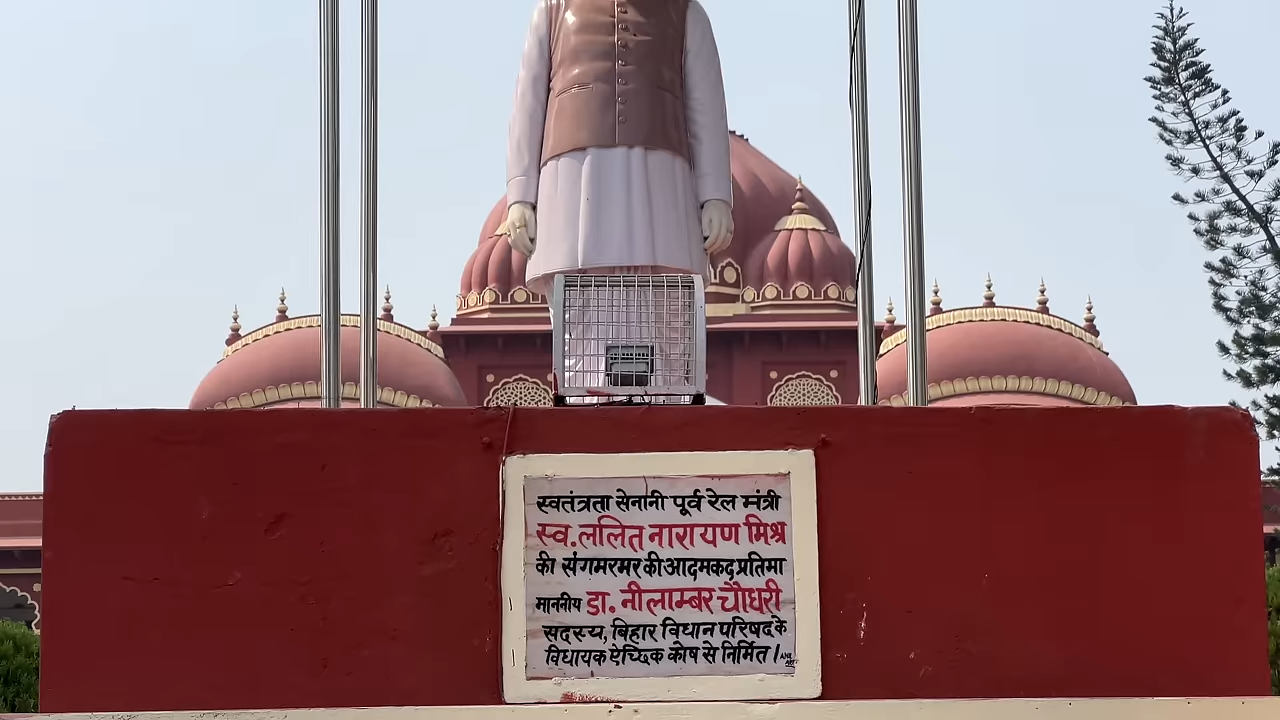 स्वतंत्रता सेनानी पूर्व रेल मंत्री
स्व. ललित नारायण मिश्र
की संगमरमर की आदमकद प्रतिमा
माननीय डा. नीलाम्बर चौधरी
सदस्य, बिहार विधान परिषद के
विधायक ऐच्छिक कोष से निर्मित।